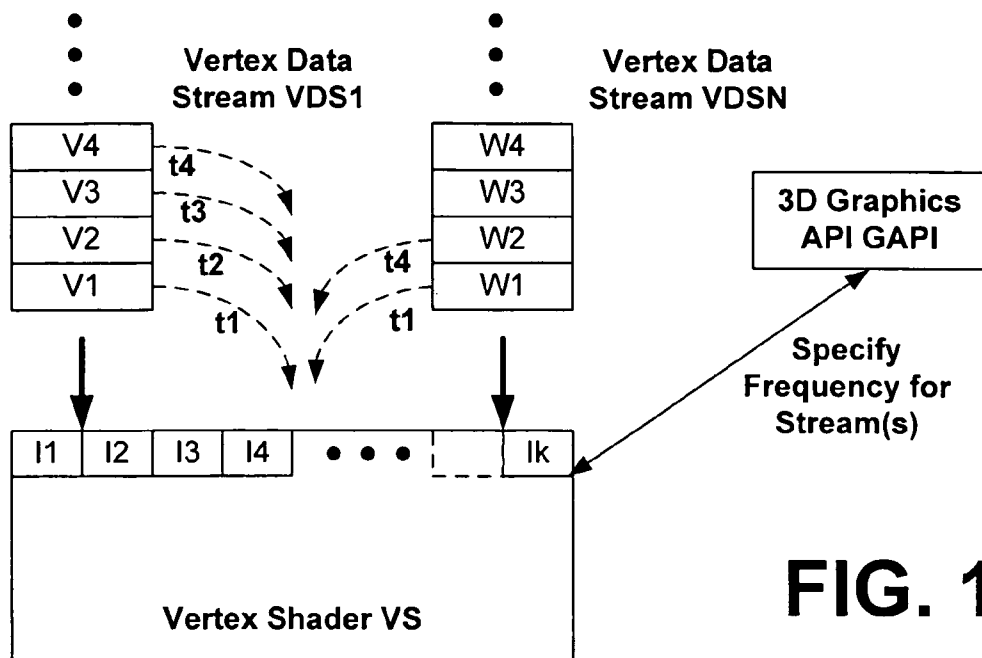 Vertex Data
Stream VDS1
Vertex Data
Stream VDSN
V4
V3
V2
V1
t4
t3
t2
t1
W4
W3
W2
W1
t4
t1
3D Graphics
API GAPI
Specify
Frequency for
Stream(s)
I1 I2 I3 I4 Ik
Vertex Shader VS
FIG. 1